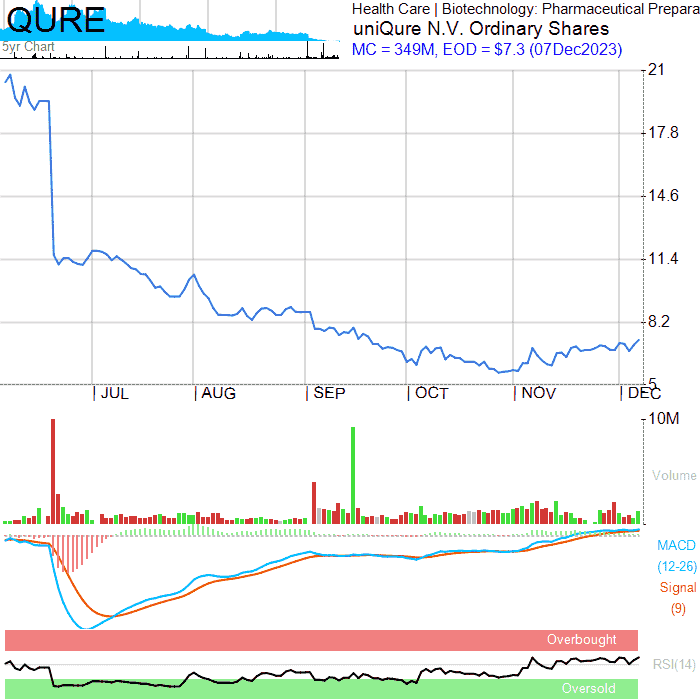 QURE
5yr Chart
Health Care | Biotechnology: Pharmaceutical Prepara
uniQure N.V. Ordinary Shares
MC = 349M, EOD = $7.3 (07Dec2023)
21
17.8
14.6
11.4
8.2
5
JUL
AUG
SEP
OCT
NOV
DEC
10M
Volume
MACD
(12-26)
Signal
(9)
Overbought
RSI(14)
Oversold